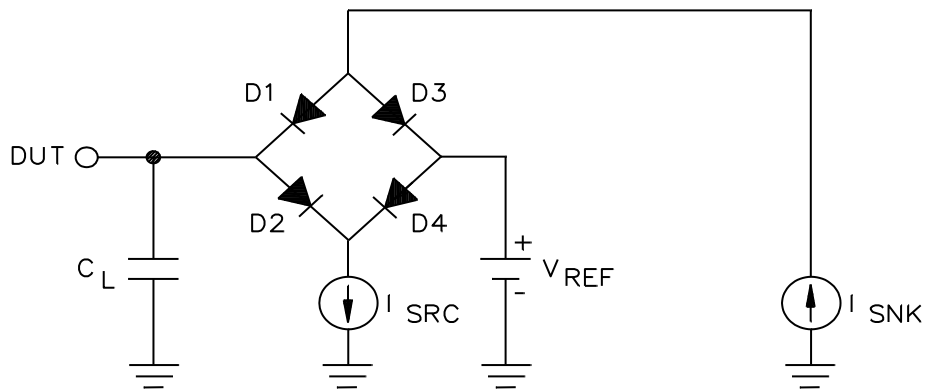 D1
D3
DUT
D2
D4
C L
+
V REF
-
I SRC
I SNK